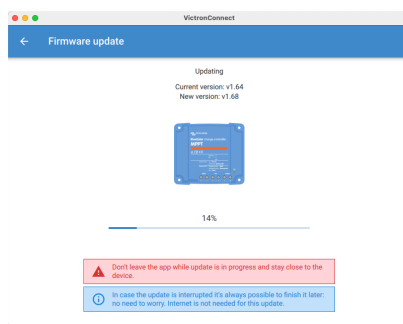 VictronConnect
Firmware update
Updating
Current version: v1.64
New version: v1.68
MPPT
14%
Don't leave the app while update is in progress and stay close to the
device.
In case the update is interrupted it's always possible to finish it later:
no need to worry. Internet is not needed for this update.